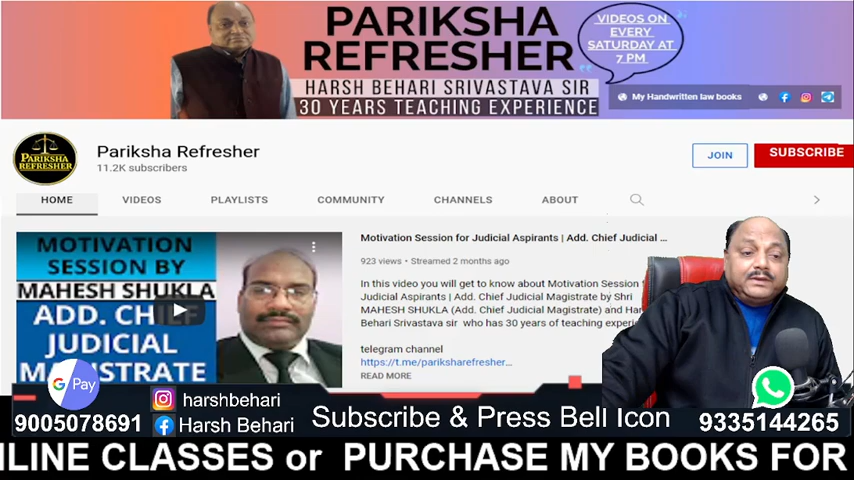 PARIKSHA
REFRESHER
HARSH BEHARI SRIVASTAVA SIR
30 YEARS TEACHING EXPERIENCE
VIDEOS ON
EVERY
SATURDAY AT
7 PM
My Handwritten law books
PARIKSHA
REFRESHER
Pariksha Refresher
11.2K subscribers
JOIN
SUBSCRIBE
HOME VIDEOS PLAYLISTS COMMUNITY CHANNELS ABOUT
MOTIVATION
SESSION BY
MAHESH SHUKLA
ADD. CHIEF
JUDICIAL
MAGISTRATE
Motivation Session for Judicial Aspirants | Add. Chief Judicial ...
923 views • Streamed 2 months ago
In this video you will get to know about Motivation Session
Judicial Aspirants | Add. Chief Judicial Magistrate by Shri
MAHESH SHUKLA (Add. Chief Judicial Magistrate) and Har
Behari Srivastava sir who has 30 years of teaching experi
telegram channel
https://t.me/pariksharefresher...
READ MORE
G Pay
9005078691
harshbehari
Harsh Behari
Subscribe & Press Bell Icon
9335144265
NLINE CLASSES or PURCHASE MY BOOKS FOR